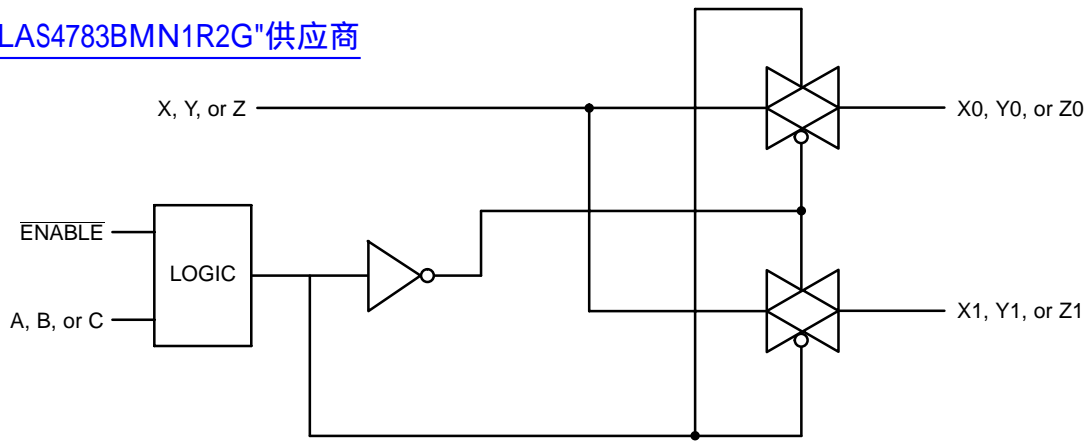 LAS4783BMN1R2G"供应商
X, Y, or Z
X0, Y0, or Z0
ENABLE
LOGIC
A, B, or C
X1, Y1, or Z1